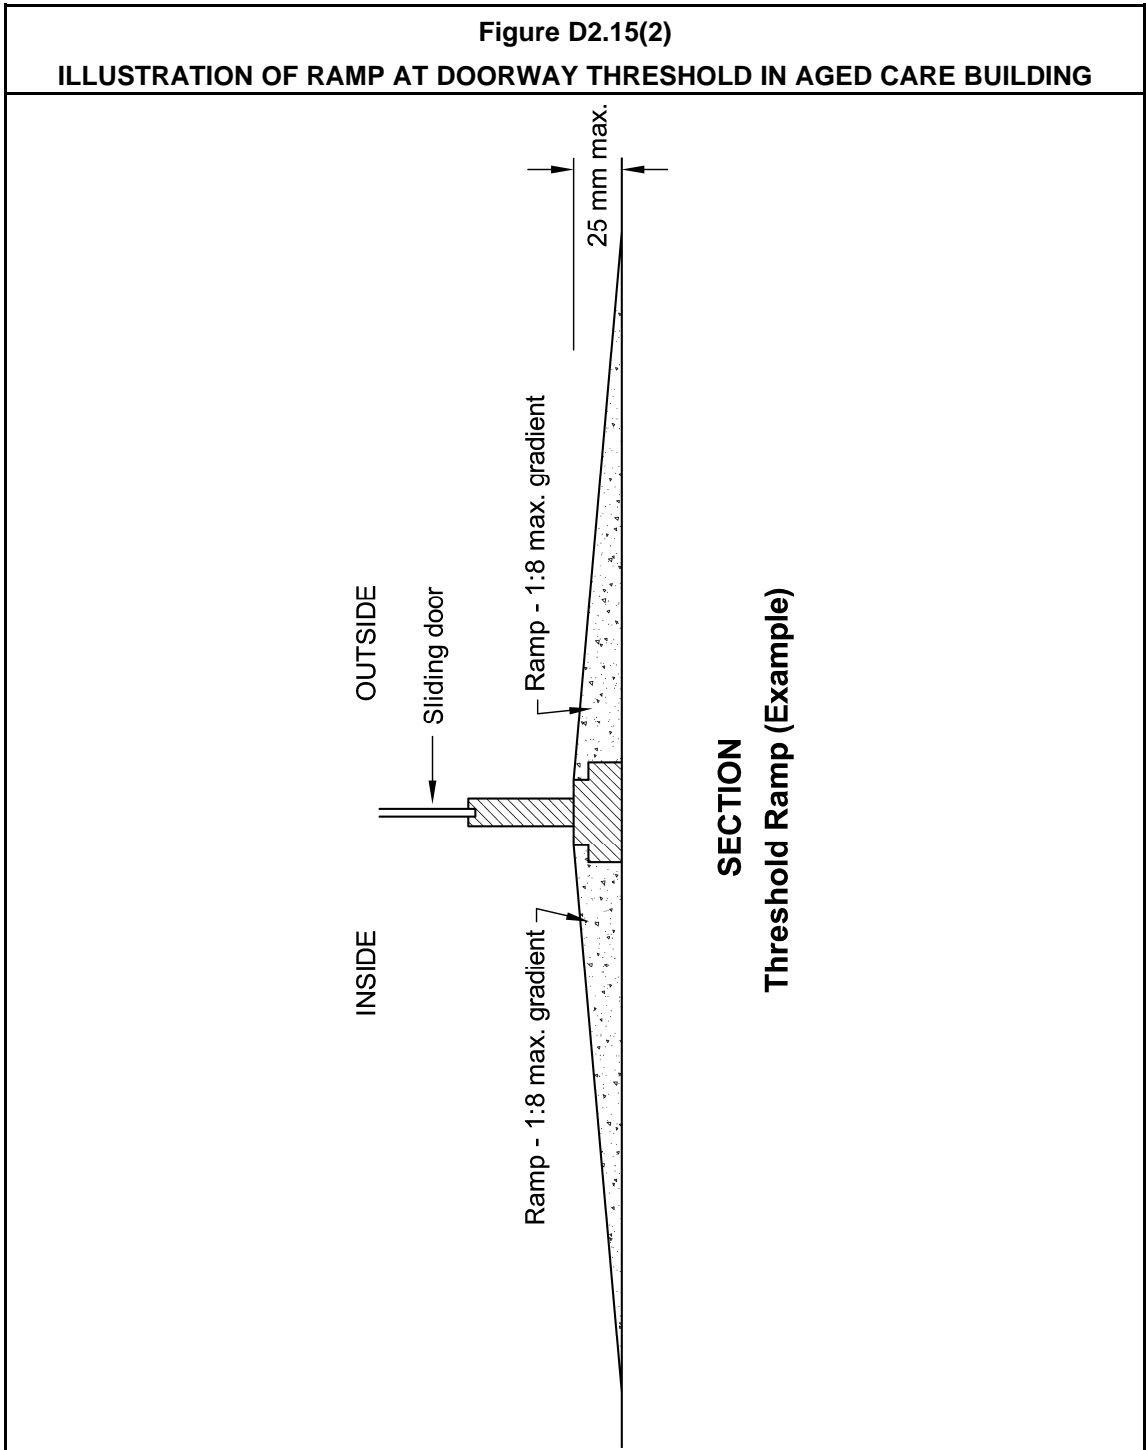 Figure D2.15(2)
ILLUSTRATION OF RAMP AT DOORWAY THRESHOLD IN AGED CARE BUILDING
INSIDE
OUTSIDE
Sliding door
Ramp - 1:8 max. gradient
Ramp - 1:8 max. gradient
25 mm max.
SECTION
Threshold Ramp (Example)